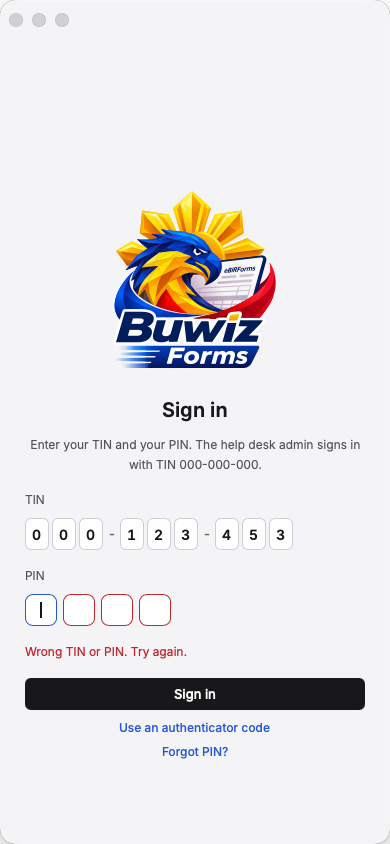 eBIRForms
Buwiz
Forms
Sign in
Enter your TIN and your PIN. The help desk admin signs in
with TIN 000-000-000.
TIN
0 0 0 - 1 2 3 - 4 5 3
PIN
Wrong TIN or PIN. Try again.
Sign in
Use an authenticator code
Forgot PIN?